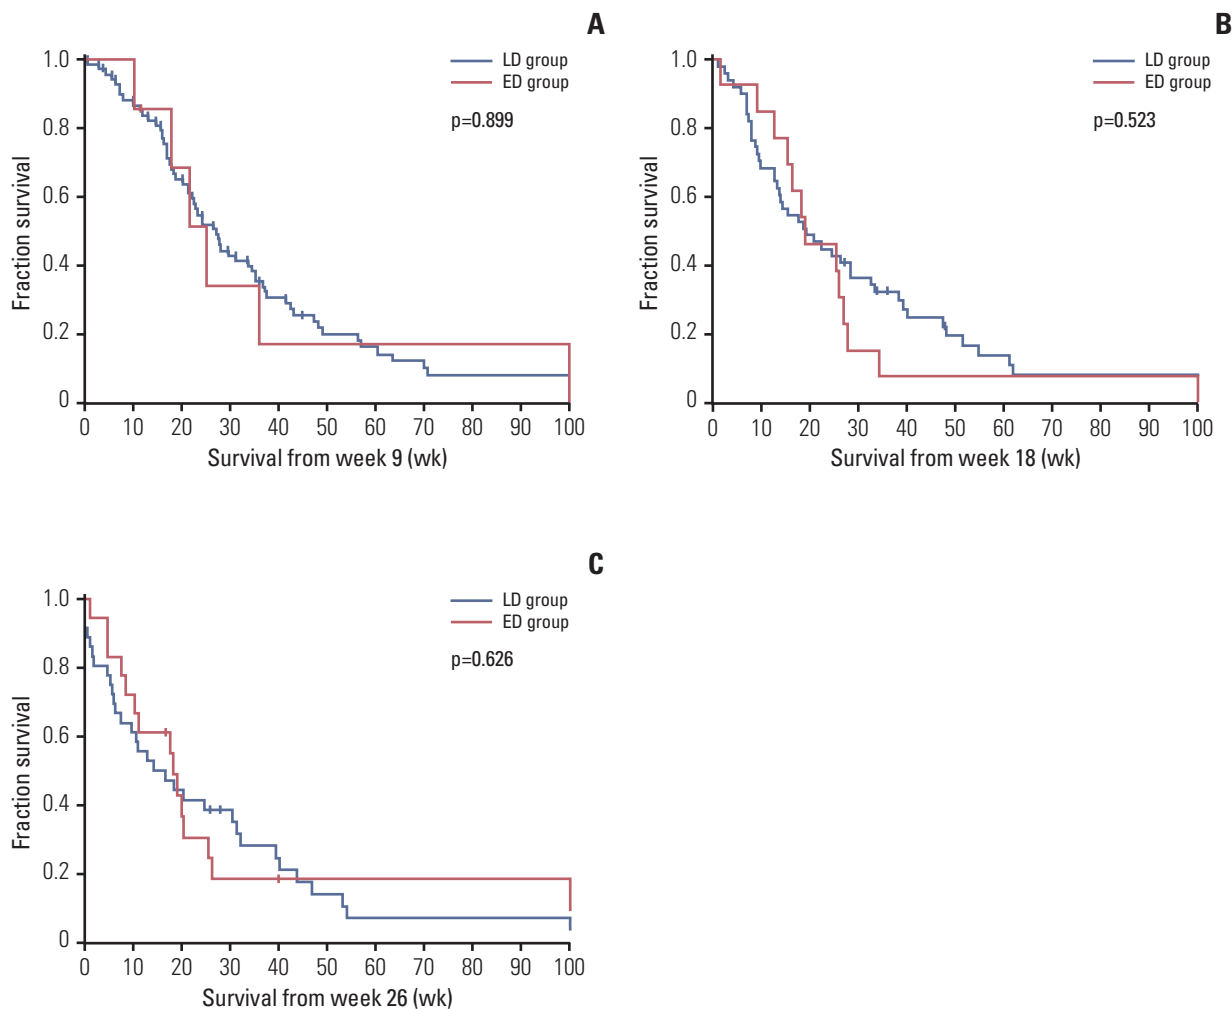 A
1.0
0.8
0.6
0.4
0.2
0
Fraction survival
LD group
ED group
p=0.899
0 10 20 30 40 50 60 70 80 90 100
Survival from week 9 (wk)
B
1.0
0.8
0.6
0.4
0.2
0
Fraction survival
LD group
ED group
p=0.523
0 10 20 30 40 50 60 70 80 90 100
Survival from week 18 (wk)
C
1.0
0.8
0.6
0.4
0.2
0
Fraction survival
LD group
ED group
p=0.626
0 10 20 30 40 50 60 70 80 90 100
Survival from week 26 (wk)